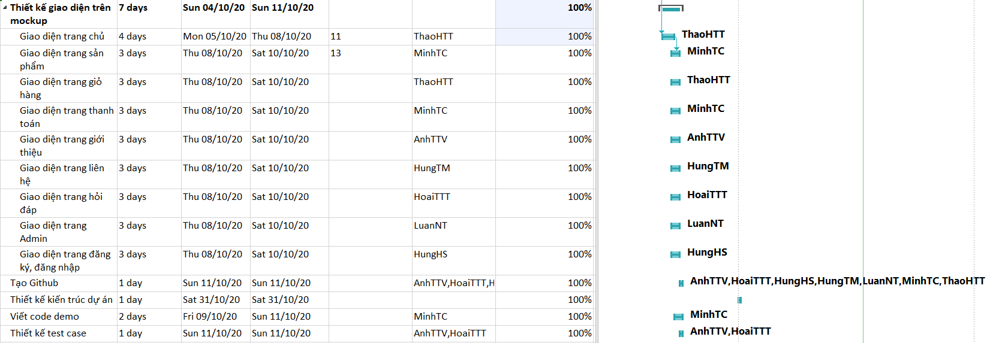 Thiết kế giao diện trên 7 days Sun 04/10/20 Sun 11/10/20 100%
mockup
Giao diện trang chủ 4 days Mon 05/10/20 Thu 08/10/20 11 ThaoHTT 100% ThaoHTT
Giao diện trang sản 3 days Thu 08/10/20 Sat 10/10/20 13 MinhTC 100% MinhTC
phẩm
Giao diện trang giỏ 3 days Thu 08/10/20 Sat 10/10/20 ThaoHTT 100% ThaoHTT
hàng
Giao diện trang thanh 3 days Thu 08/10/20 Sat 10/10/20 MinhTC 100% MinhTC
toán
Giao diện trang giới 3 days Thu 08/10/20 Sat 10/10/20 AnhTTV 100% AnhTTV
thiệu
Giao diện trang liên 3 days Thu 08/10/20 Sat 10/10/20 HungTM 100% HungTM
hệ
Giao diện trang hỏi 3 days Thu 08/10/20 Sat 10/10/20 HoaiTTT 100% HoaiTTT
đáp
Giao diện trang 3 days Thu 08/10/20 Sat 10/10/20 LuanNT 100% LuanNT
Admin
Giao diện trang đăng 3 days Thu 08/10/20 Sat 10/10/20 HungHS 100% HungHS
ký, đăng nhập
Tạo Github 1 day Sun 11/10/20 Sun 11/10/20 AnhTTV,HoaiTTT,H 100% AnhTTV,HoaiTTT,HungHS,HungTM,LuanNT,MinhTC,ThaoHTT
Thiết kế kiến trúc dự án 1 day Sat 31/10/20 Sat 31/10/20 100%
Viết code demo 2 days Fri 09/10/20 Sun 11/10/20 MinhTC 100% MinhTC
Thiết kế test case 1 day Sun 11/10/20 Sun 11/10/20 AnhTTV,HoaiTTT 100% AnhTTV,HoaiTTT